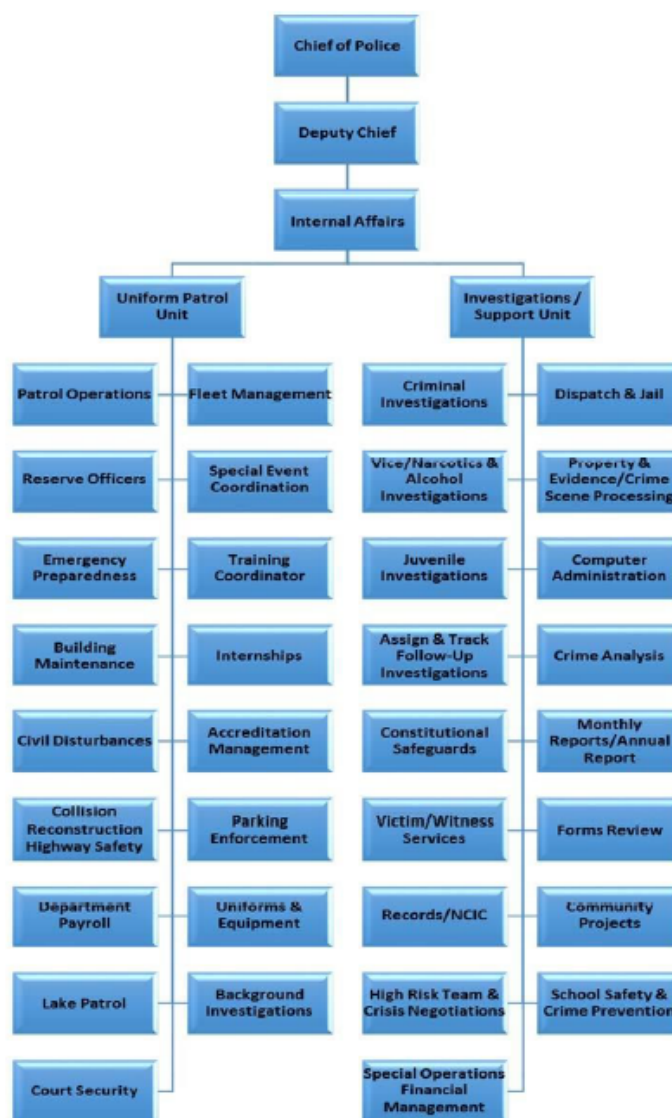 Chief of Police
Deputy Chief
Internal Affairs
Uniform Patrol
Unit
Investigations /
Support Unit
Patrol Operations
Fleet Management
Criminal
Investigations
Dispatch & Jail
Reserve Officers
Special Event
Coordination
Vice/Narcotics &
Alcohol
Investigations
Property &
Evidence/Crime
Scene Processing
Emergency
Preparedness
Training
Coordinator
Juvenile
Investigations
Computer
Administration
Building
Maintenance
Internships
Assign & Track
Follow-Up
Investigations
Crime Analysis
Civil Disturbances
Accreditation
Management
Constitutional
Safeguards
Monthly
Reports/Annual
Report
Collision
Reconstruction
Highway Safety
Parking
Enforcement
Victim/Witness
Services
Forms Review
Department
Payroll
Uniforms &
Equipment
Records/NCIC
Community
Projects
Lake Patrol
Background
Investigations
High Risk Team &
Crisis Negotiations
School Safety &
Crime Prevention
Court Security
Special Operations
Financial
Management